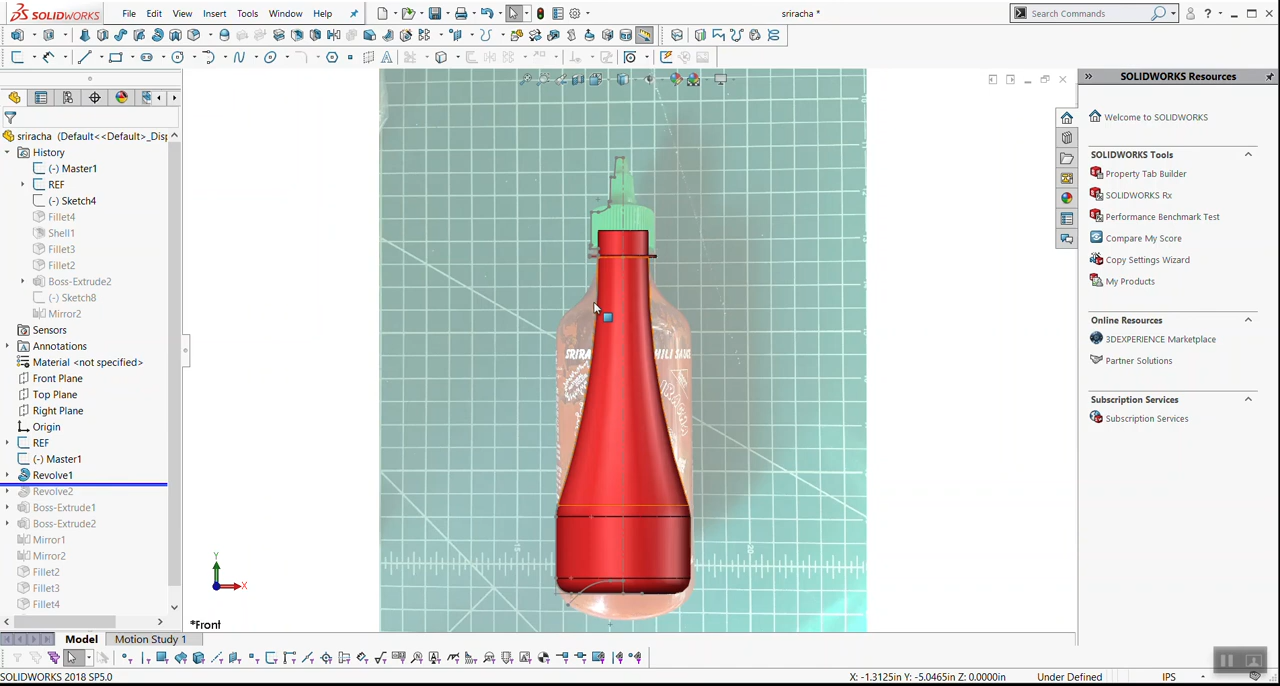 SOLIDWORKS File Edit View Insert Tools Window Help sriracha * Search Commands ?
SOLIDWORKS Resources
sriracha (Default<<Default>_Disp
History
(-) Master1
REF
(-) Sketch4
Fillet4
Shell1
Fillet3
Fillet2
Boss-Extrude2
(-) Sketch8
Mirror2
Sensors
Annotations
Material <not specified>
Front Plane
Top Plane
Right Plane
Origin
REF
(-) Master1
Revolve1
Revolve2
Boss-Extrude1
Boss-Extrude2
Mirror1
Mirror2
Fillet2
Fillet3
Fillet4
SRIRA
HILI SAUC
Y
X
*Front
Welcome to SOLIDWORKS
SOLIDWORKS Tools
Property Tab Builder
SOLIDWORKS Rx
Performance Benchmark Test
Compare My Score
Copy Settings Wizard
My Products
Online Resources
3DEXPERIENCE Marketplace
Partner Solutions
Subscription Services
Subscription Services
Model Motion Study 1
SOLIDWORKS 2018 SP5.0 X: -1.3125in Y: -5.0465in Z: 0.0000in Under Defined IPS